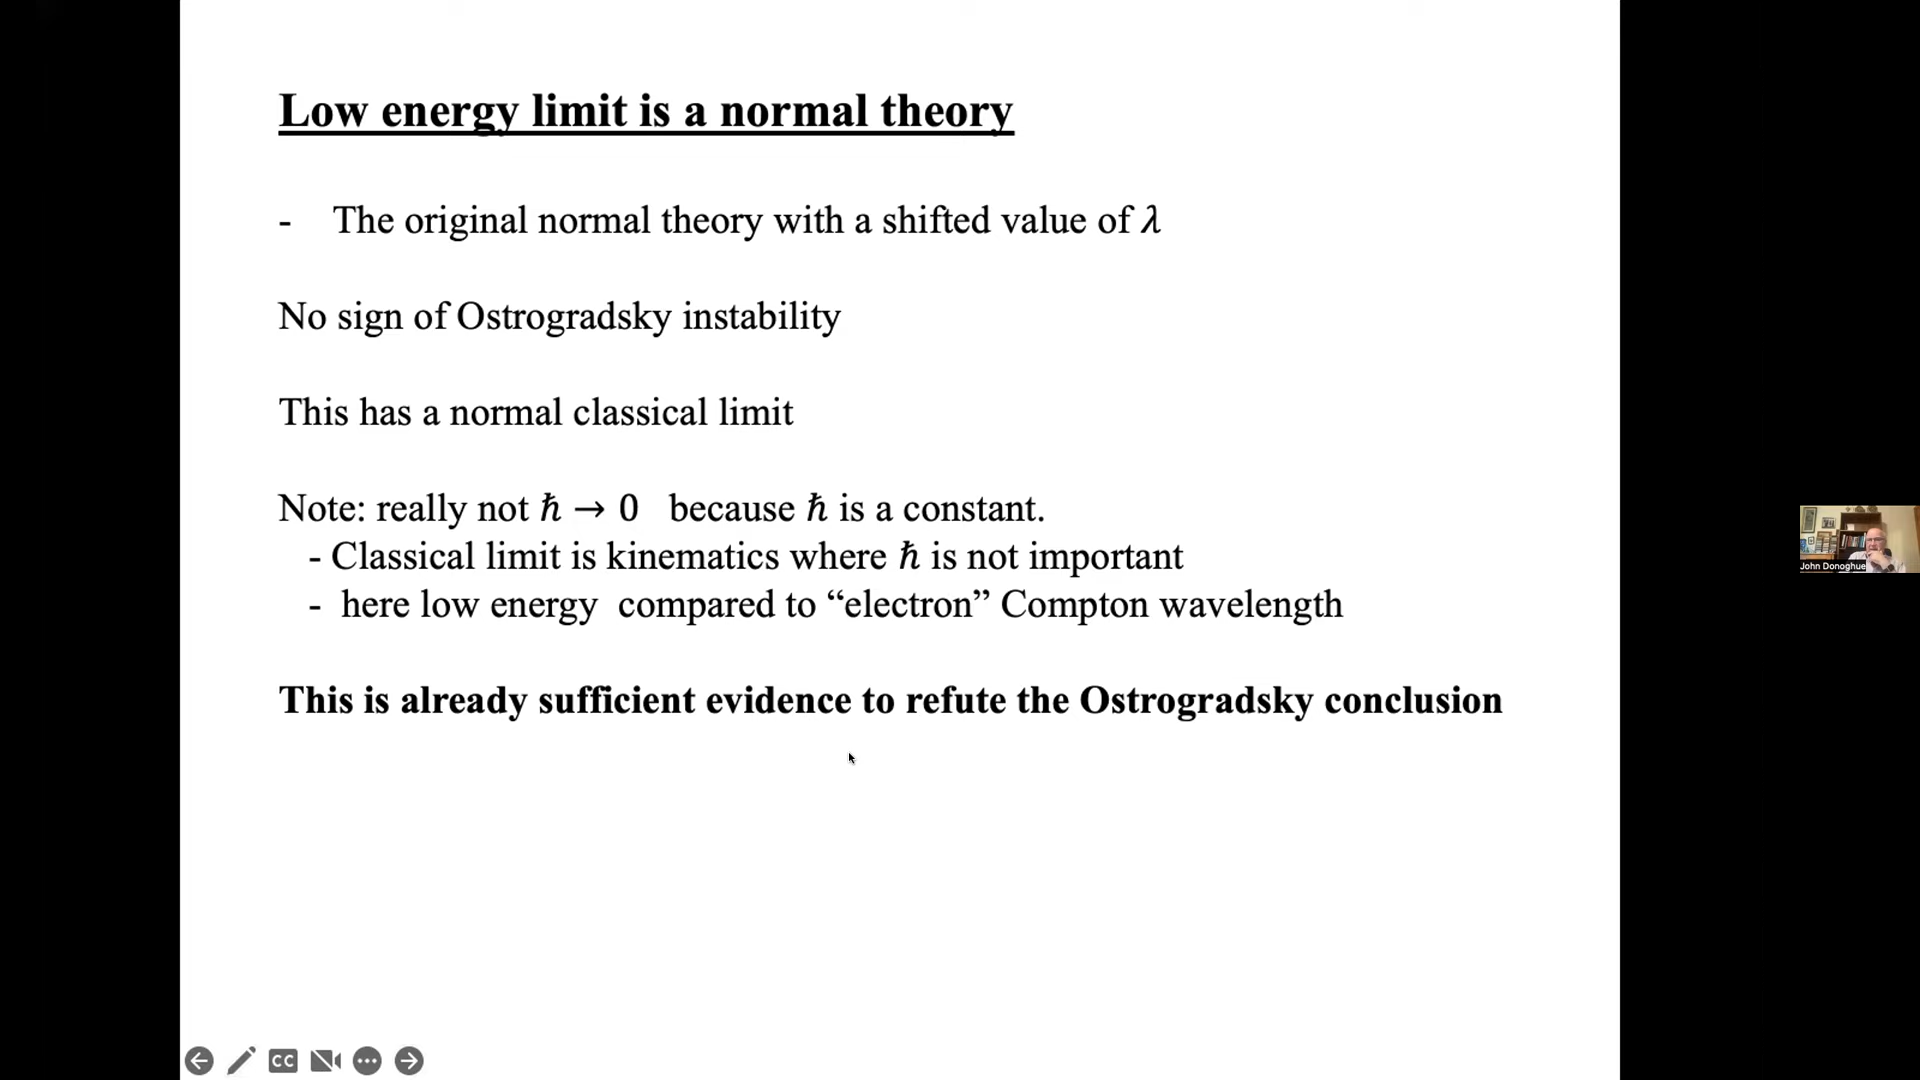 Low energy limit is a normal theory
- The original normal theory with a shifted value of λ
No sign of Ostrogradsky instability
This has a normal classical limit
Note: really not ℏ → 0 because ℏ is a constant.
- Classical limit is kinematics where ℏ is not important
- here low energy compared to “electron” Compton wavelength
This is already sufficient evidence to refute the Ostrogradsky conclusion
John Donoghue
CC